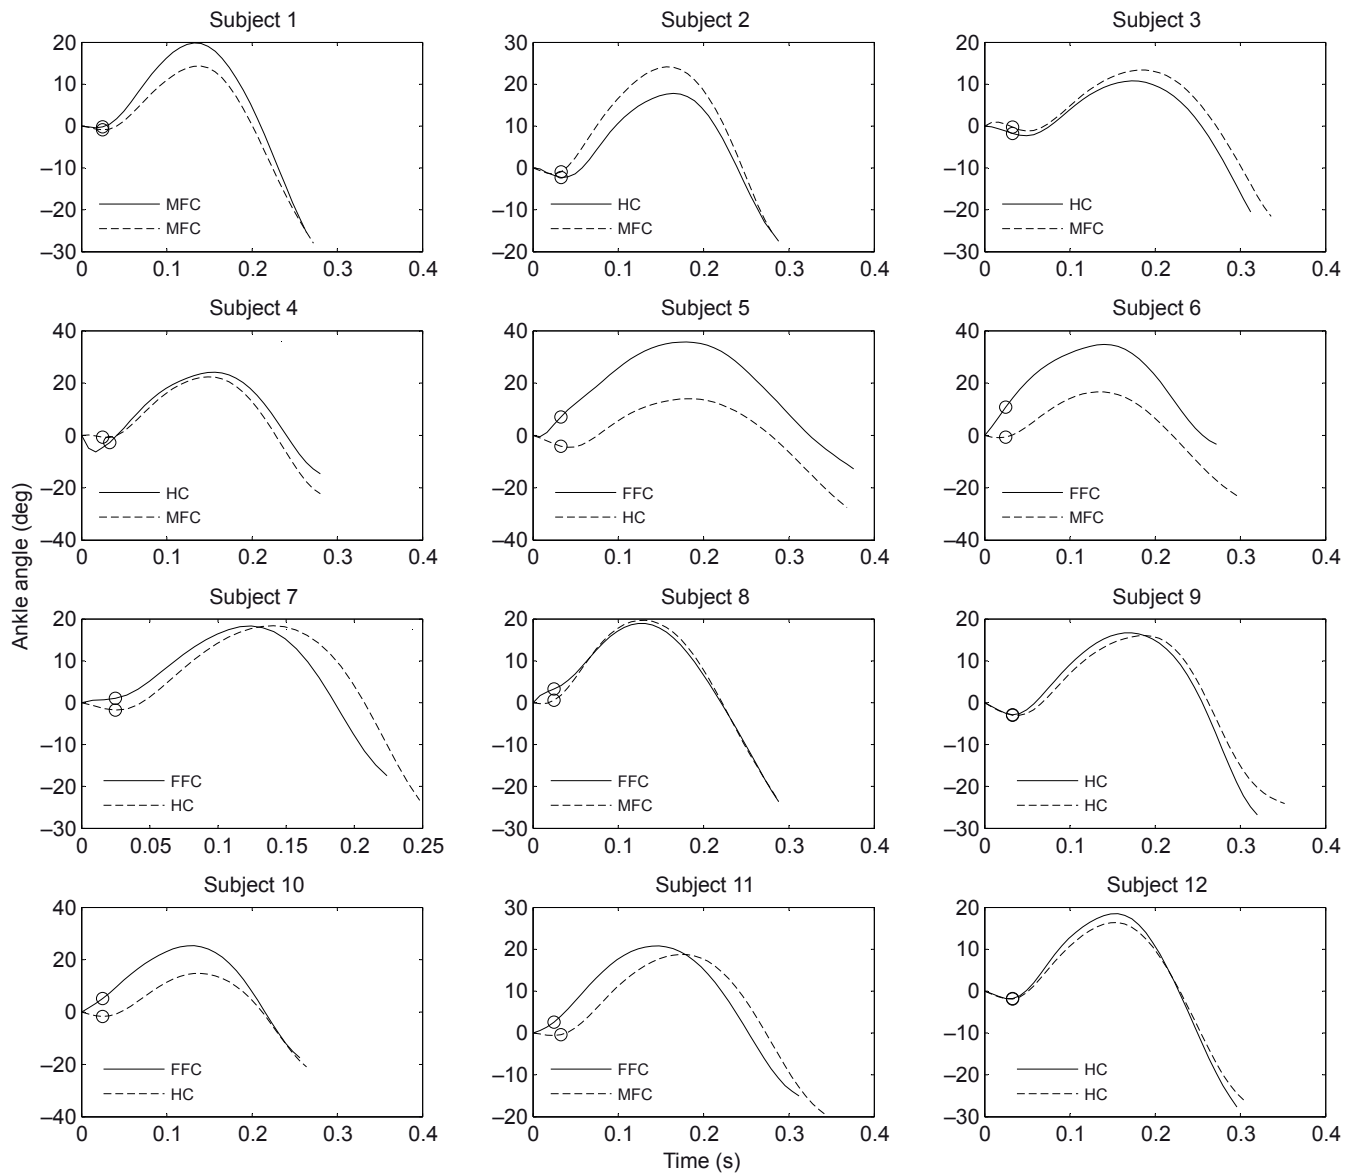 Subject 1
20
10
0
–10
–20
–30
MFC
MFC
0 0.1 0.2 0.3 0.4
Subject 2
30
20
10
0
–10
–20
HC
MFC
0 0.1 0.2 0.3 0.4
Subject 3
20
10
0
–10
–20
–30
HC
MFC
0 0.1 0.2 0.3 0.4
Subject 4
40
20
0
–20
–40
HC
MFC
0 0.1 0.2 0.3 0.4
Subject 5
40
20
0
–20
–40
FFC
HC
0 0.1 0.2 0.3 0.4
Subject 6
40
20
0
–20
–40
FFC
MFC
0 0.1 0.2 0.3 0.4
Ankle angle (deg)
Subject 7
20
10
0
–10
–20
–30
FFC
HC
0 0.05 0.1 0.15 0.2 0.25
Subject 8
20
10
0
–10
–20
–30
FFC
MFC
0 0.1 0.2 0.3 0.4
Subject 9
20
10
0
–10
–20
–30
HC
HC
0 0.1 0.2 0.3 0.4
Subject 10
40
20
0
–20
–40
FFC
HC
0 0.1 0.2 0.3 0.4
Subject 11
30
20
10
0
–10
–20
FFC
MFC
0 0.1 0.2 0.3 0.4
Subject 12
20
10
0
–10
–20
–30
HC
HC
0 0.1 0.2 0.3 0.4
Time (s)